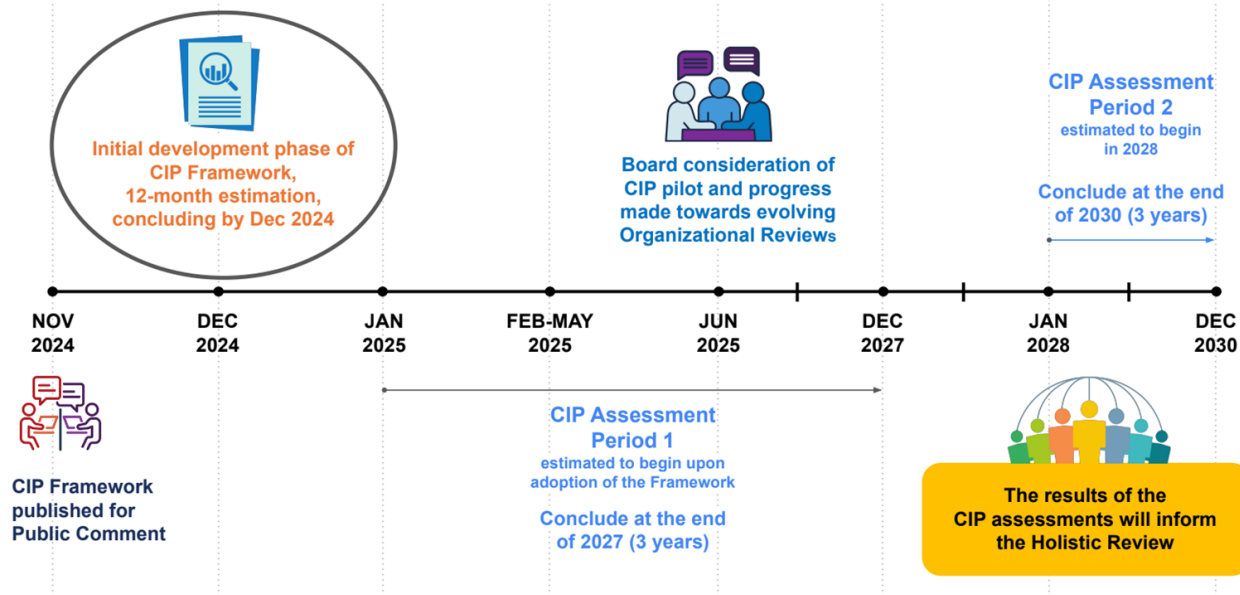 Initial development phase of
CIP Framework,
12-month estimation,
concluding by Dec 2024
Board consideration of
CIP pilot and progress
made towards evolving
Organizational Reviews
CIP Assessment
Period 2
estimated to begin
in 2028
Conclude at the end
of 2030 (3 years)
NOV
2024
DEC
2024
JAN
2025
FEB-MAY
2025
JUN
2025
DEC
2027
JAN
2028
DEC
2030
CIP Framework
published for
Public Comment
CIP Assessment
Period 1
estimated to begin upon
adoption of the Framework
Conclude at the end
of 2027 (3 years)
The results of the
CIP assessments will inform
the Holistic Review